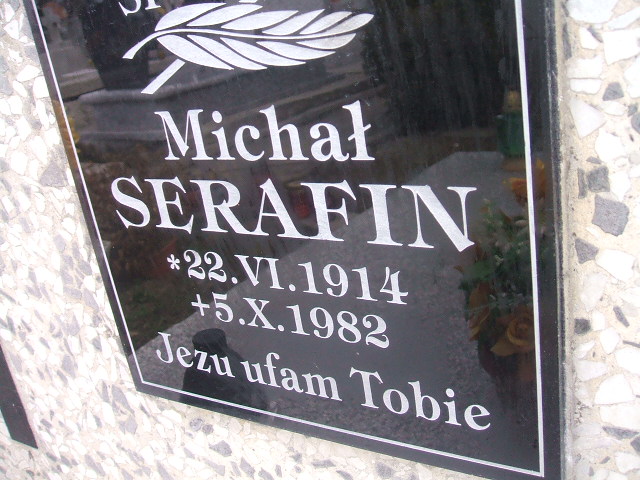 Michał
SERAFIN
*22.VI.1914
+5.X.1982
Jezu ufam Tobie